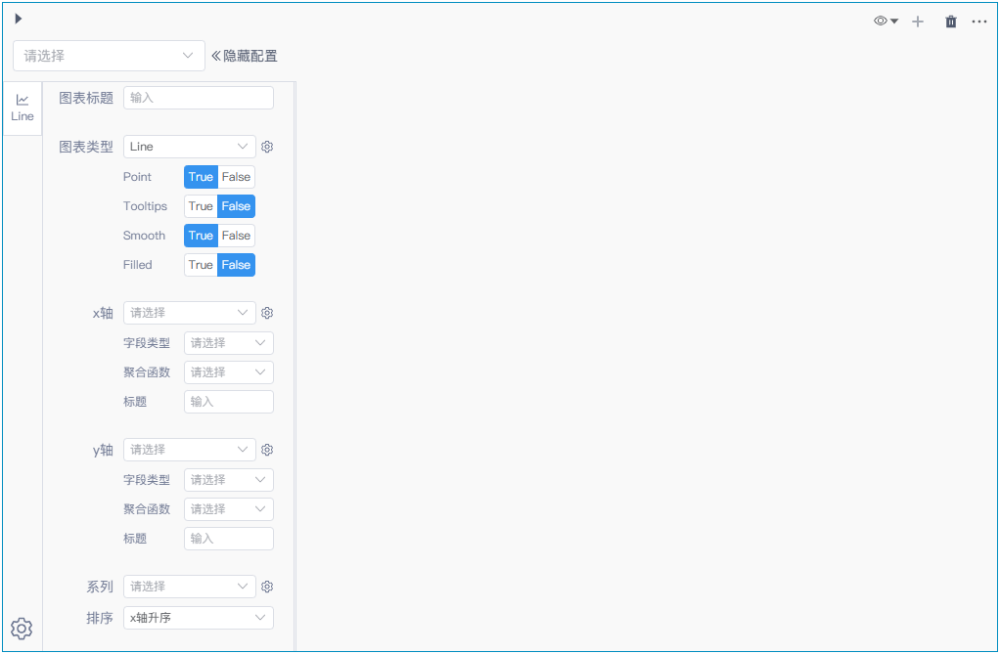 请选择 隐藏配置
Line
图表标题 输入
图表类型 Line
Point True False
Tooltips True False
Smooth True False
Filled True False
x轴 请选择
字段类型 请选择
聚合函数 请选择
标题 输入
y轴 请选择
字段类型 请选择
聚合函数 请选择
标题 输入
系列 请选择
排序 x轴升序